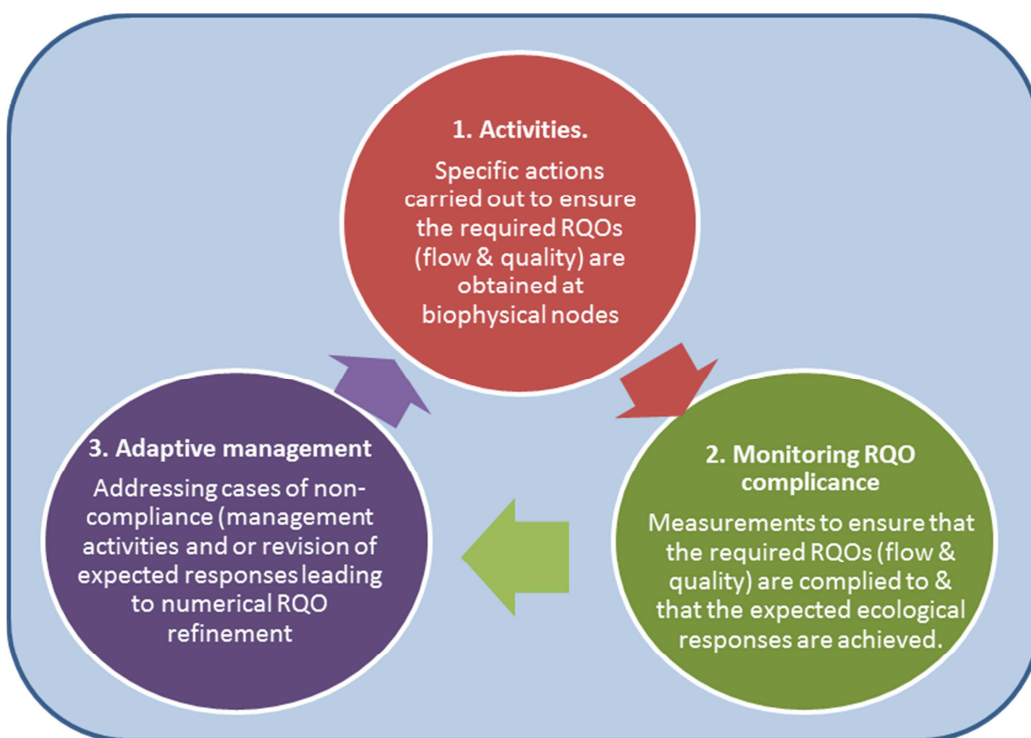 1. Activities.
Specific actions
carried out to ensure
the required RQOs
(flow & quality) are
obtained at
biophysical nodes
2. Monitoring RQO
complicance
Measurements to ensure that
the required RQOs (flow &
quality) are complied to &
that the expected ecological
responses are achieved.
3. Adaptive management
Addressing cases of non-
compliance (management
activities and or revision of
expected responses leading
to numerical RQO
refinement